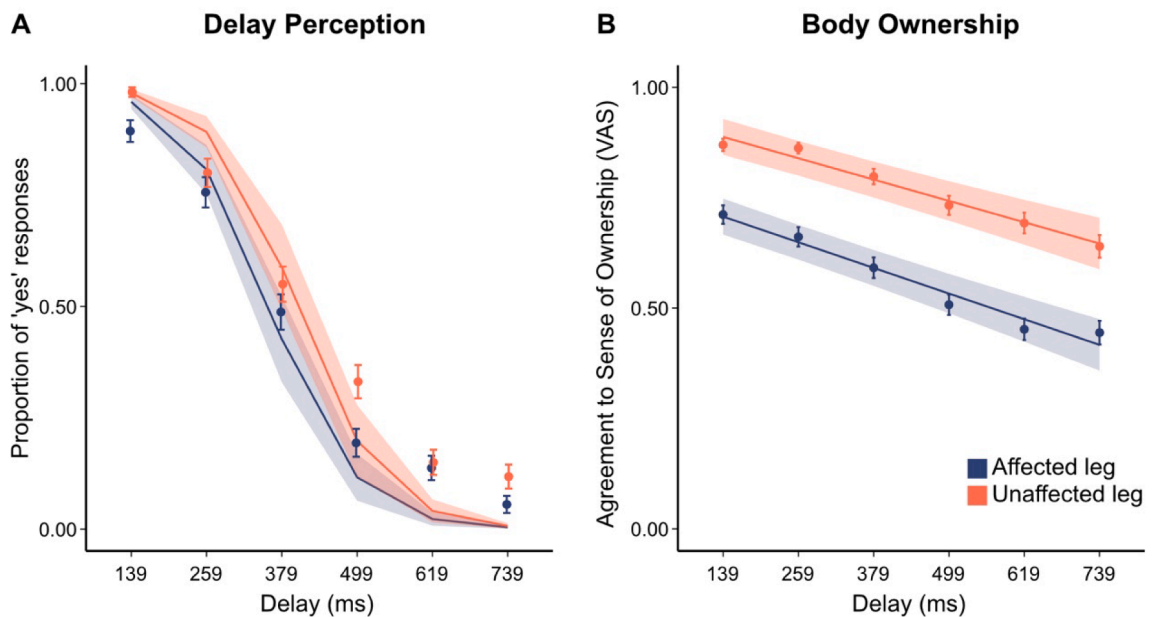 A
Delay Perception
Proportion of 'yes' responses
1.00
0.50
0.00
139 259 379 499 619 739
Delay (ms)
B
Body Ownership
Agreement to Sense of Ownership (VAS)
1.00
0.50
0.00
139 259 379 499 619 739
Delay (ms)
Affected leg
Unaffected leg